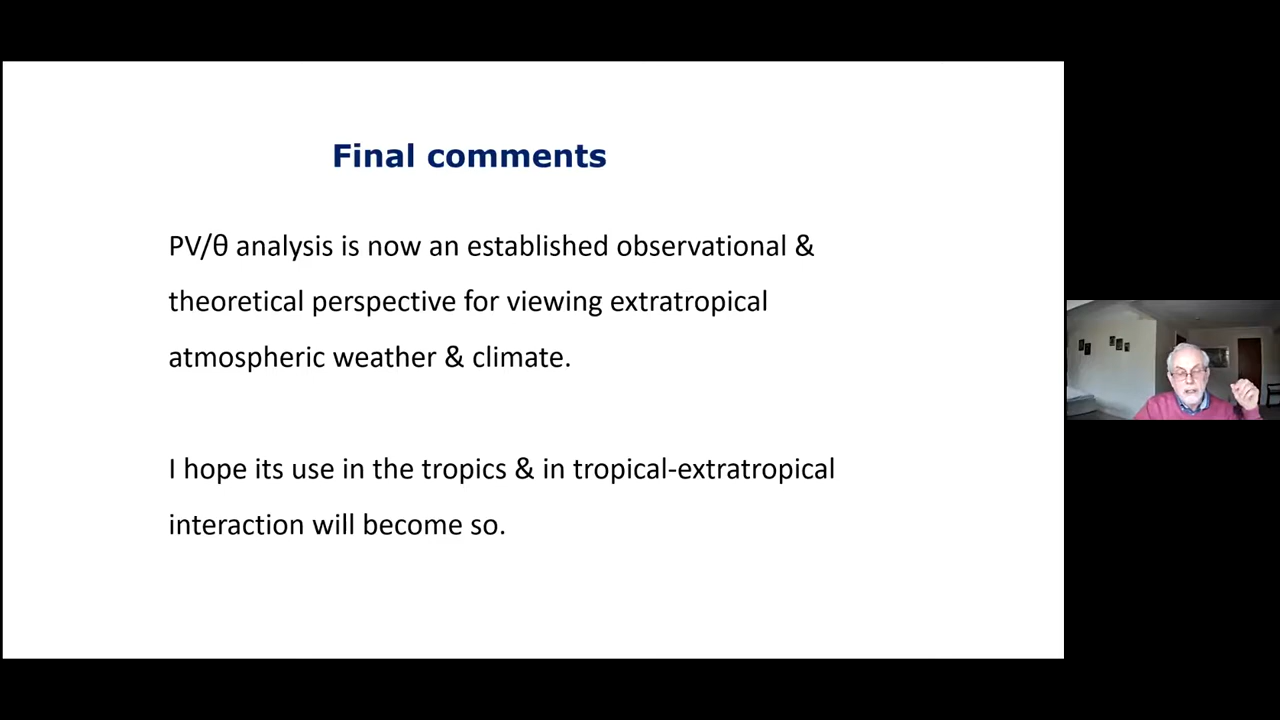 Final comments
PV/θ analysis is now an established observational &
theoretical perspective for viewing extratropical
atmospheric weather & climate.
I hope its use in the tropics & in tropical-extratropical
interaction will become so.